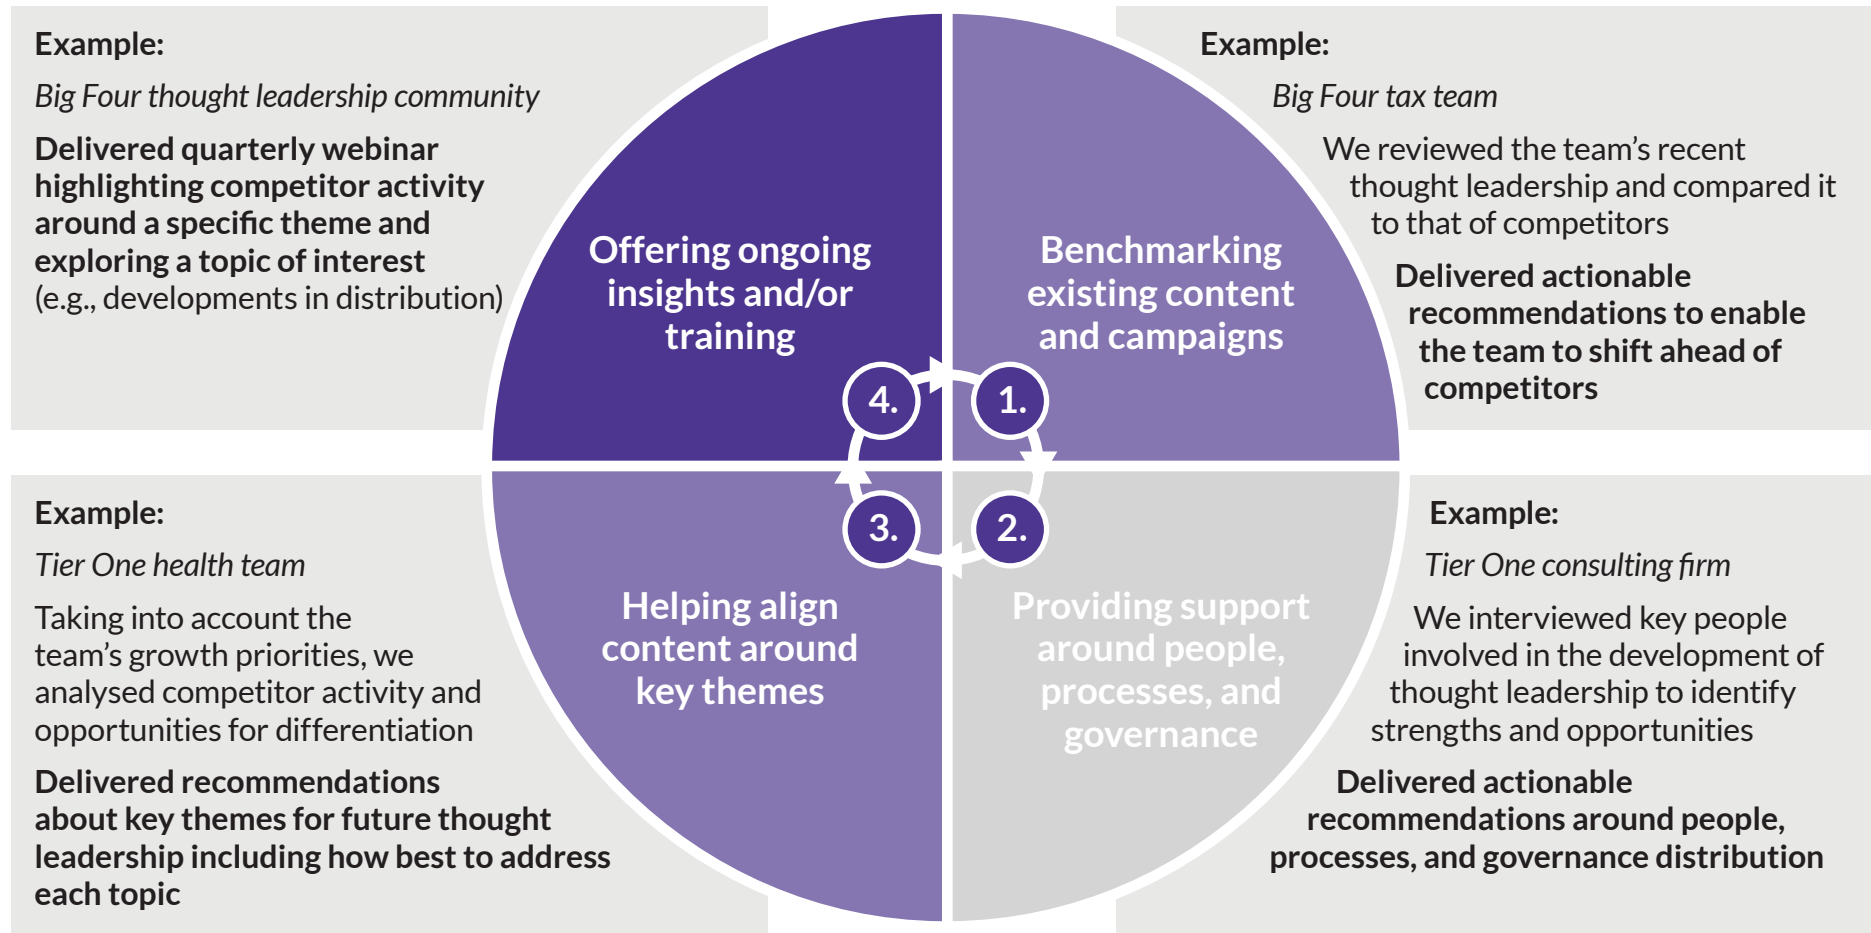 Example:
Big Four thought leadership community
Delivered quarterly webinar
highlighting competitor activity
around a specific theme and
exploring a topic of interest
(e.g., developments in distribution)
Offering ongoing
insights and/or
training
4.
Benchmarking
existing content
and campaigns
1.
Example:
Big Four tax team
We reviewed the team’s recent
thought leadership and compared it
to that of competitors
Delivered actionable
recommendations to enable
the team to shift ahead of
competitors
Example:
Tier One health team
Taking into account the
team’s growth priorities, we
analysed competitor activity and
opportunities for differentiation
Delivered recommendations
about key themes for future thought
leadership including how best to address
each topic
3.
Helping align
content around
key themes
2.
Providing support
around people,
processes, and
governance
Example:
Tier One consulting firm
We interviewed key people
involved in the development of
thought leadership to identify
strengths and opportunities
Delivered actionable
recommendations around people,
processes, and governance distribution